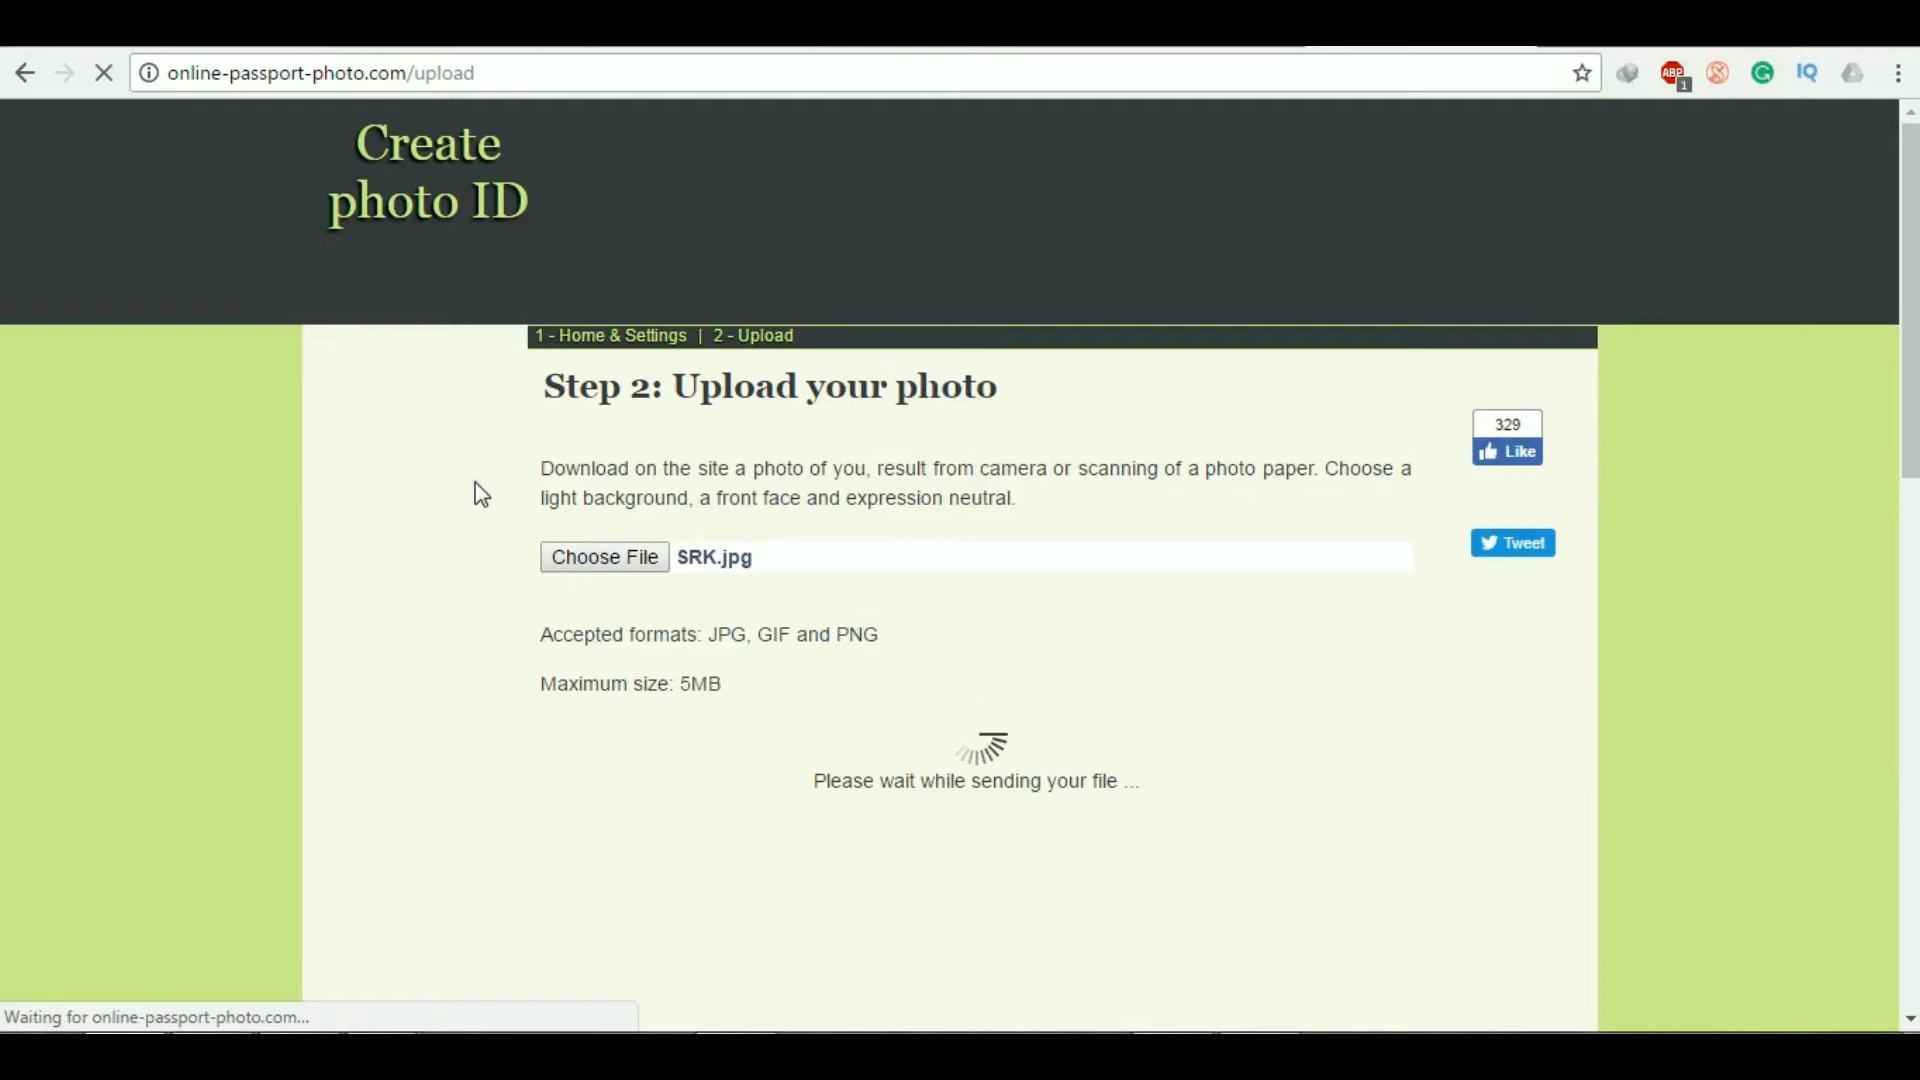 online-passport-photo.com/upload
ABP
1
G
IQ
Create
photo ID
1 - Home & Settings | 2 - Upload
Step 2: Upload your photo
329
Like
Download on the site a photo of you, result from camera or scanning of a photo paper. Choose a
light background, a front face and expression neutral.
Tweet
Choose File SRK.jpg
Accepted formats: JPG, GIF and PNG
Maximum size: 5MB
Please wait while sending your file ...
Waiting for online-passport-photo.com...